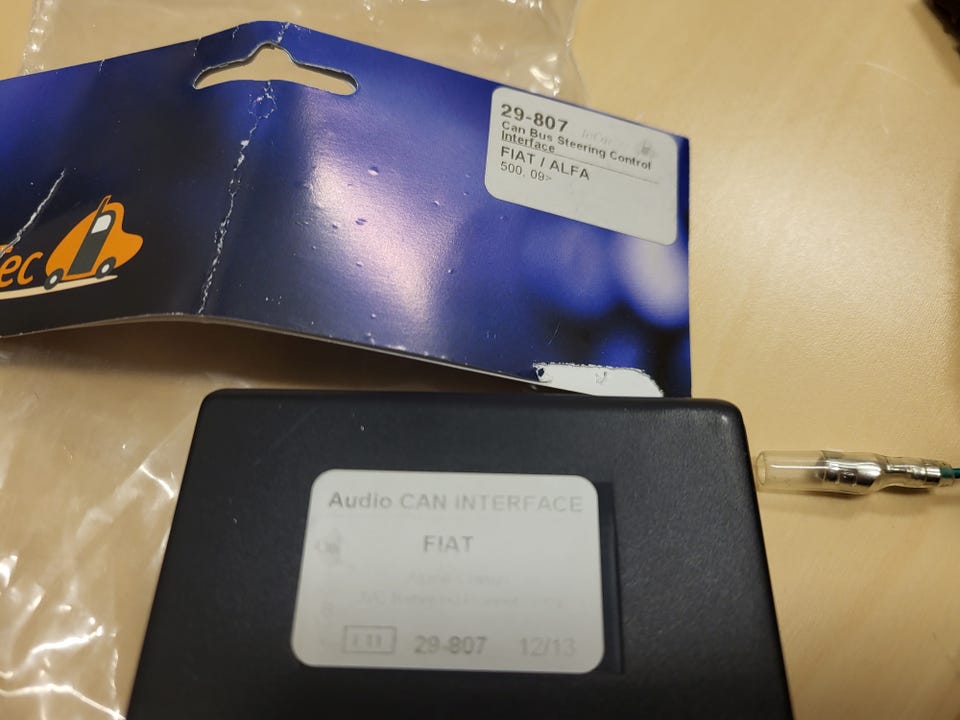 29-807
Can Bus Steering Control
Interface
FIAT / ALFA
500, 09>
ec
Audio CAN INTERFACE
FIAT
29-807 12/13